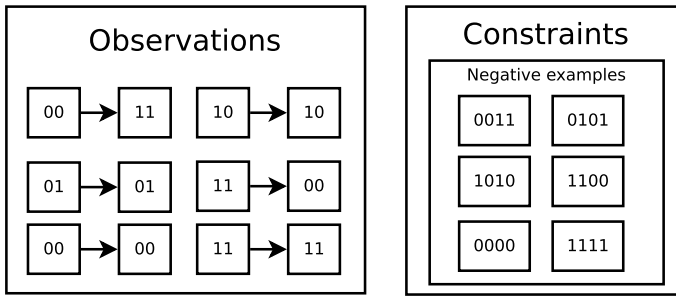 Observations
00 11 10 10
01 01 11 00
00 00 11 11
Constraints
Negative examples
0011 0101
1010 1100
0000 1111